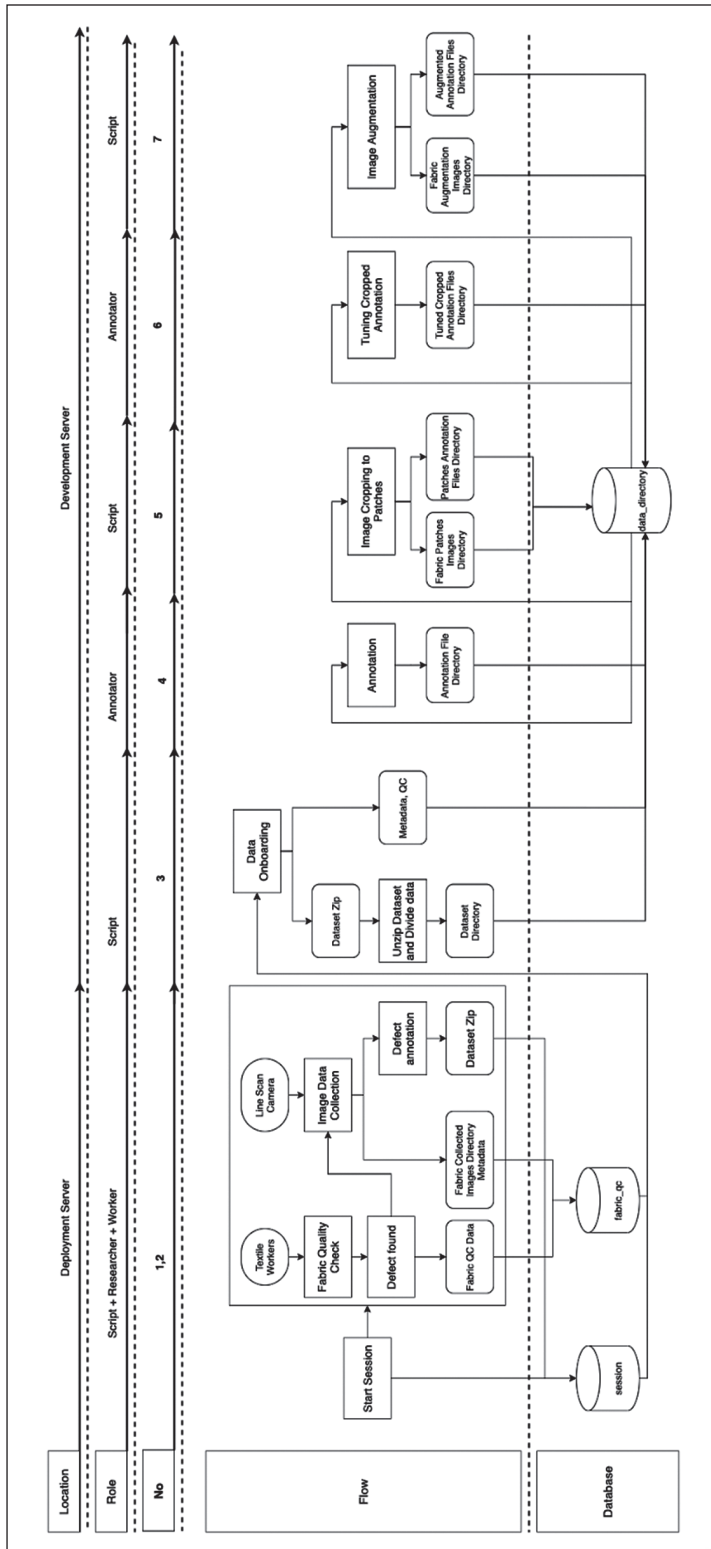 Location
Deployment Server
Development Server
Role
Script + Researcher + Worker
Script
Annotator
Script
Annotator
Script
No
1,2
3
4
5
6
7
Flow
Start Session
Textile
Workers
Fabric Quality
Check
Defect found
Fabric QC Data
Line Scan
Camera
Image Data
Collection
Fabric Collected
Images Directory
Metadata
Defect
annotation
Dataset Zip
Data
Onboarding
Dataset Zip
Unzip Dataset
and Divide data
Dataset
Directory
Metadata, QC
Annotation
Annotation File
Directory
Image Cropping to
Patches
Fabric Patches
Images
Directory
Patches Annotation
Files Directory
Tuning Cropped
Annotation
Tuned Cropped
Annotation Files
Directory
Image Augmentation
Fabric
Augmentation
Images
Directory
Augmented
Annotation Files
Directory
Database
session
fabric_qc
data_directory